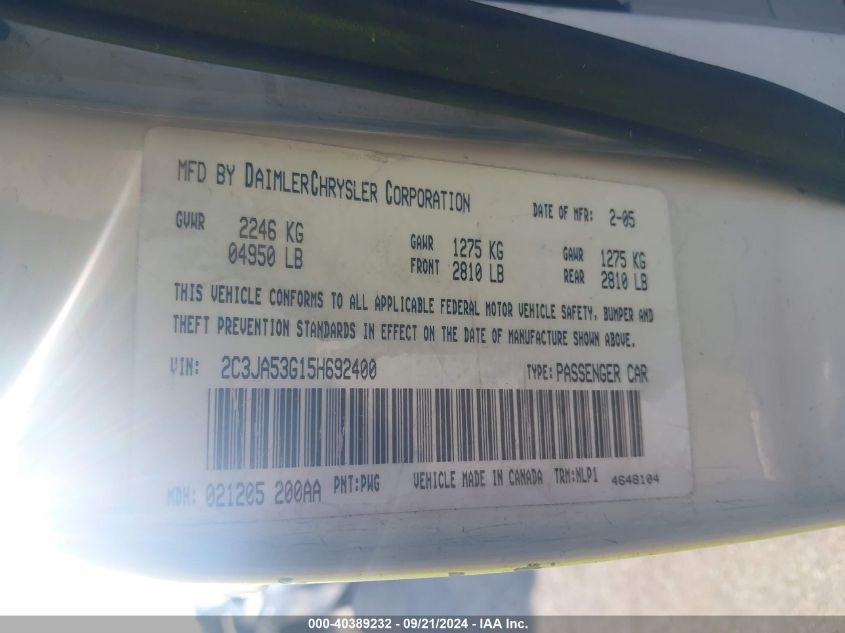 MFD BY DAIMLERCHRYSLER CORPORATION DATE OF MFR: 2-05
GVWR 2246 KG GAWR 1275 KG GAWR 1275 KG
04950 LB FRONT 2810 LB REAR 2810 LB
THIS VEHICLE CONFORMS TO ALL APPLICABLE FEDERAL MOTOR VEHICLE SAFETY, BUMPER AND
THEFT PREVENTION STANDARDS IN EFFECT ON THE DATE OF MANUFACTURE SHOWN ABOVE.
VIN: 2C3JA53G15H692400 TYPE: PASSENGER CAR
MDH: 021205 200AA PNT: PWG VEHICLE MADE IN CANADA TRM: NLP1 4648104
000-40389232 - 09/21/2024 - IAA Inc.